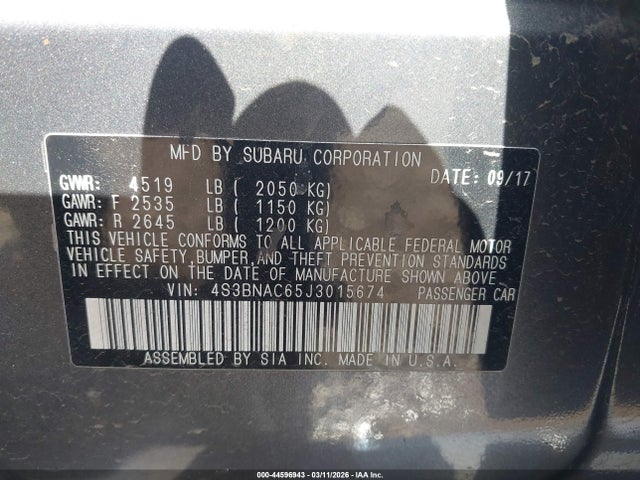 MFD BY SUBARU CORPORATION
GVWR: 4519 LB ( 2050 KG) DATE: 09/17
GAWR: F 2535 LB ( 1150 KG)
GAWR: R 2645 LB ( 1200 KG)
THIS VEHICLE CONFORMS TO ALL APPLICABLE FEDERAL MOTOR
VEHICLE SAFETY, BUMPER, AND THEFT PREVENTION STANDARDS
IN EFFECT ON THE DATE OF MANUFACTURE SHOWN ABOVE.
VIN: 4S3BNAC65J3015674 PASSENGER CAR
ASSEMBLED BY SIA INC. MADE IN U.S.A.
000-44596943 | 03/11/2026 | IAA Inc.